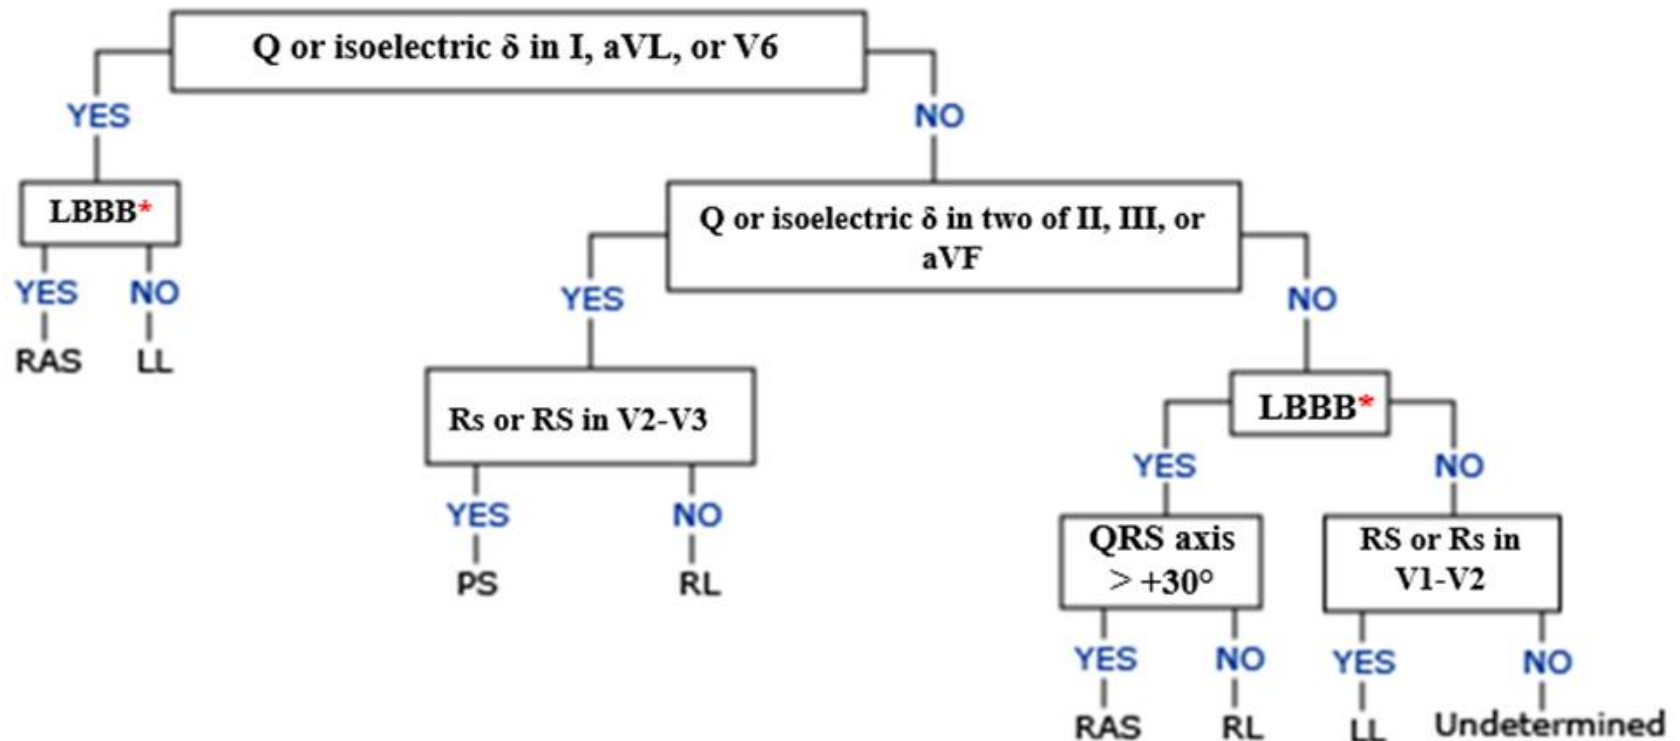 Q or isoelectric δ in I, aVL, or V6
YES
NO
LBBB*
Q or isoelectric δ in two of II, III, or
aVF
YES
NO
YES
NO
RAS
LL
Rs or RS in V2-V3
LBBB*
YES
NO
YES
NO
QRS axis
> +30°
RS or Rs in
V1-V2
PS
RL
YES
NO
YES
NO
RAS
RL
LL
Undetermined